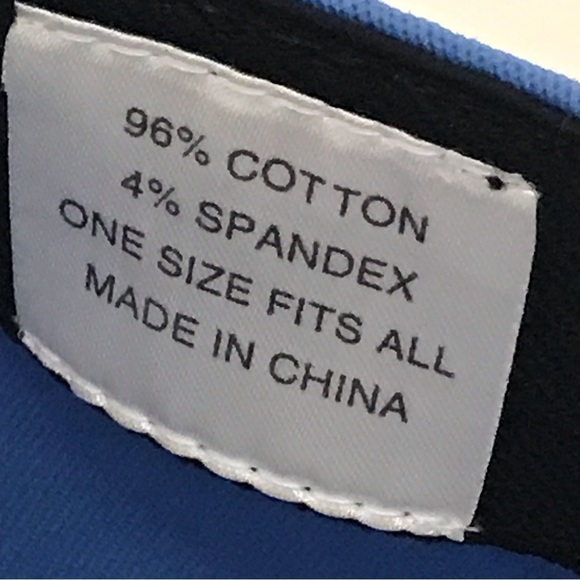 96% COTTON
4% SPANDEX
ONE SIZE FITS ALL
MADE IN CHINA